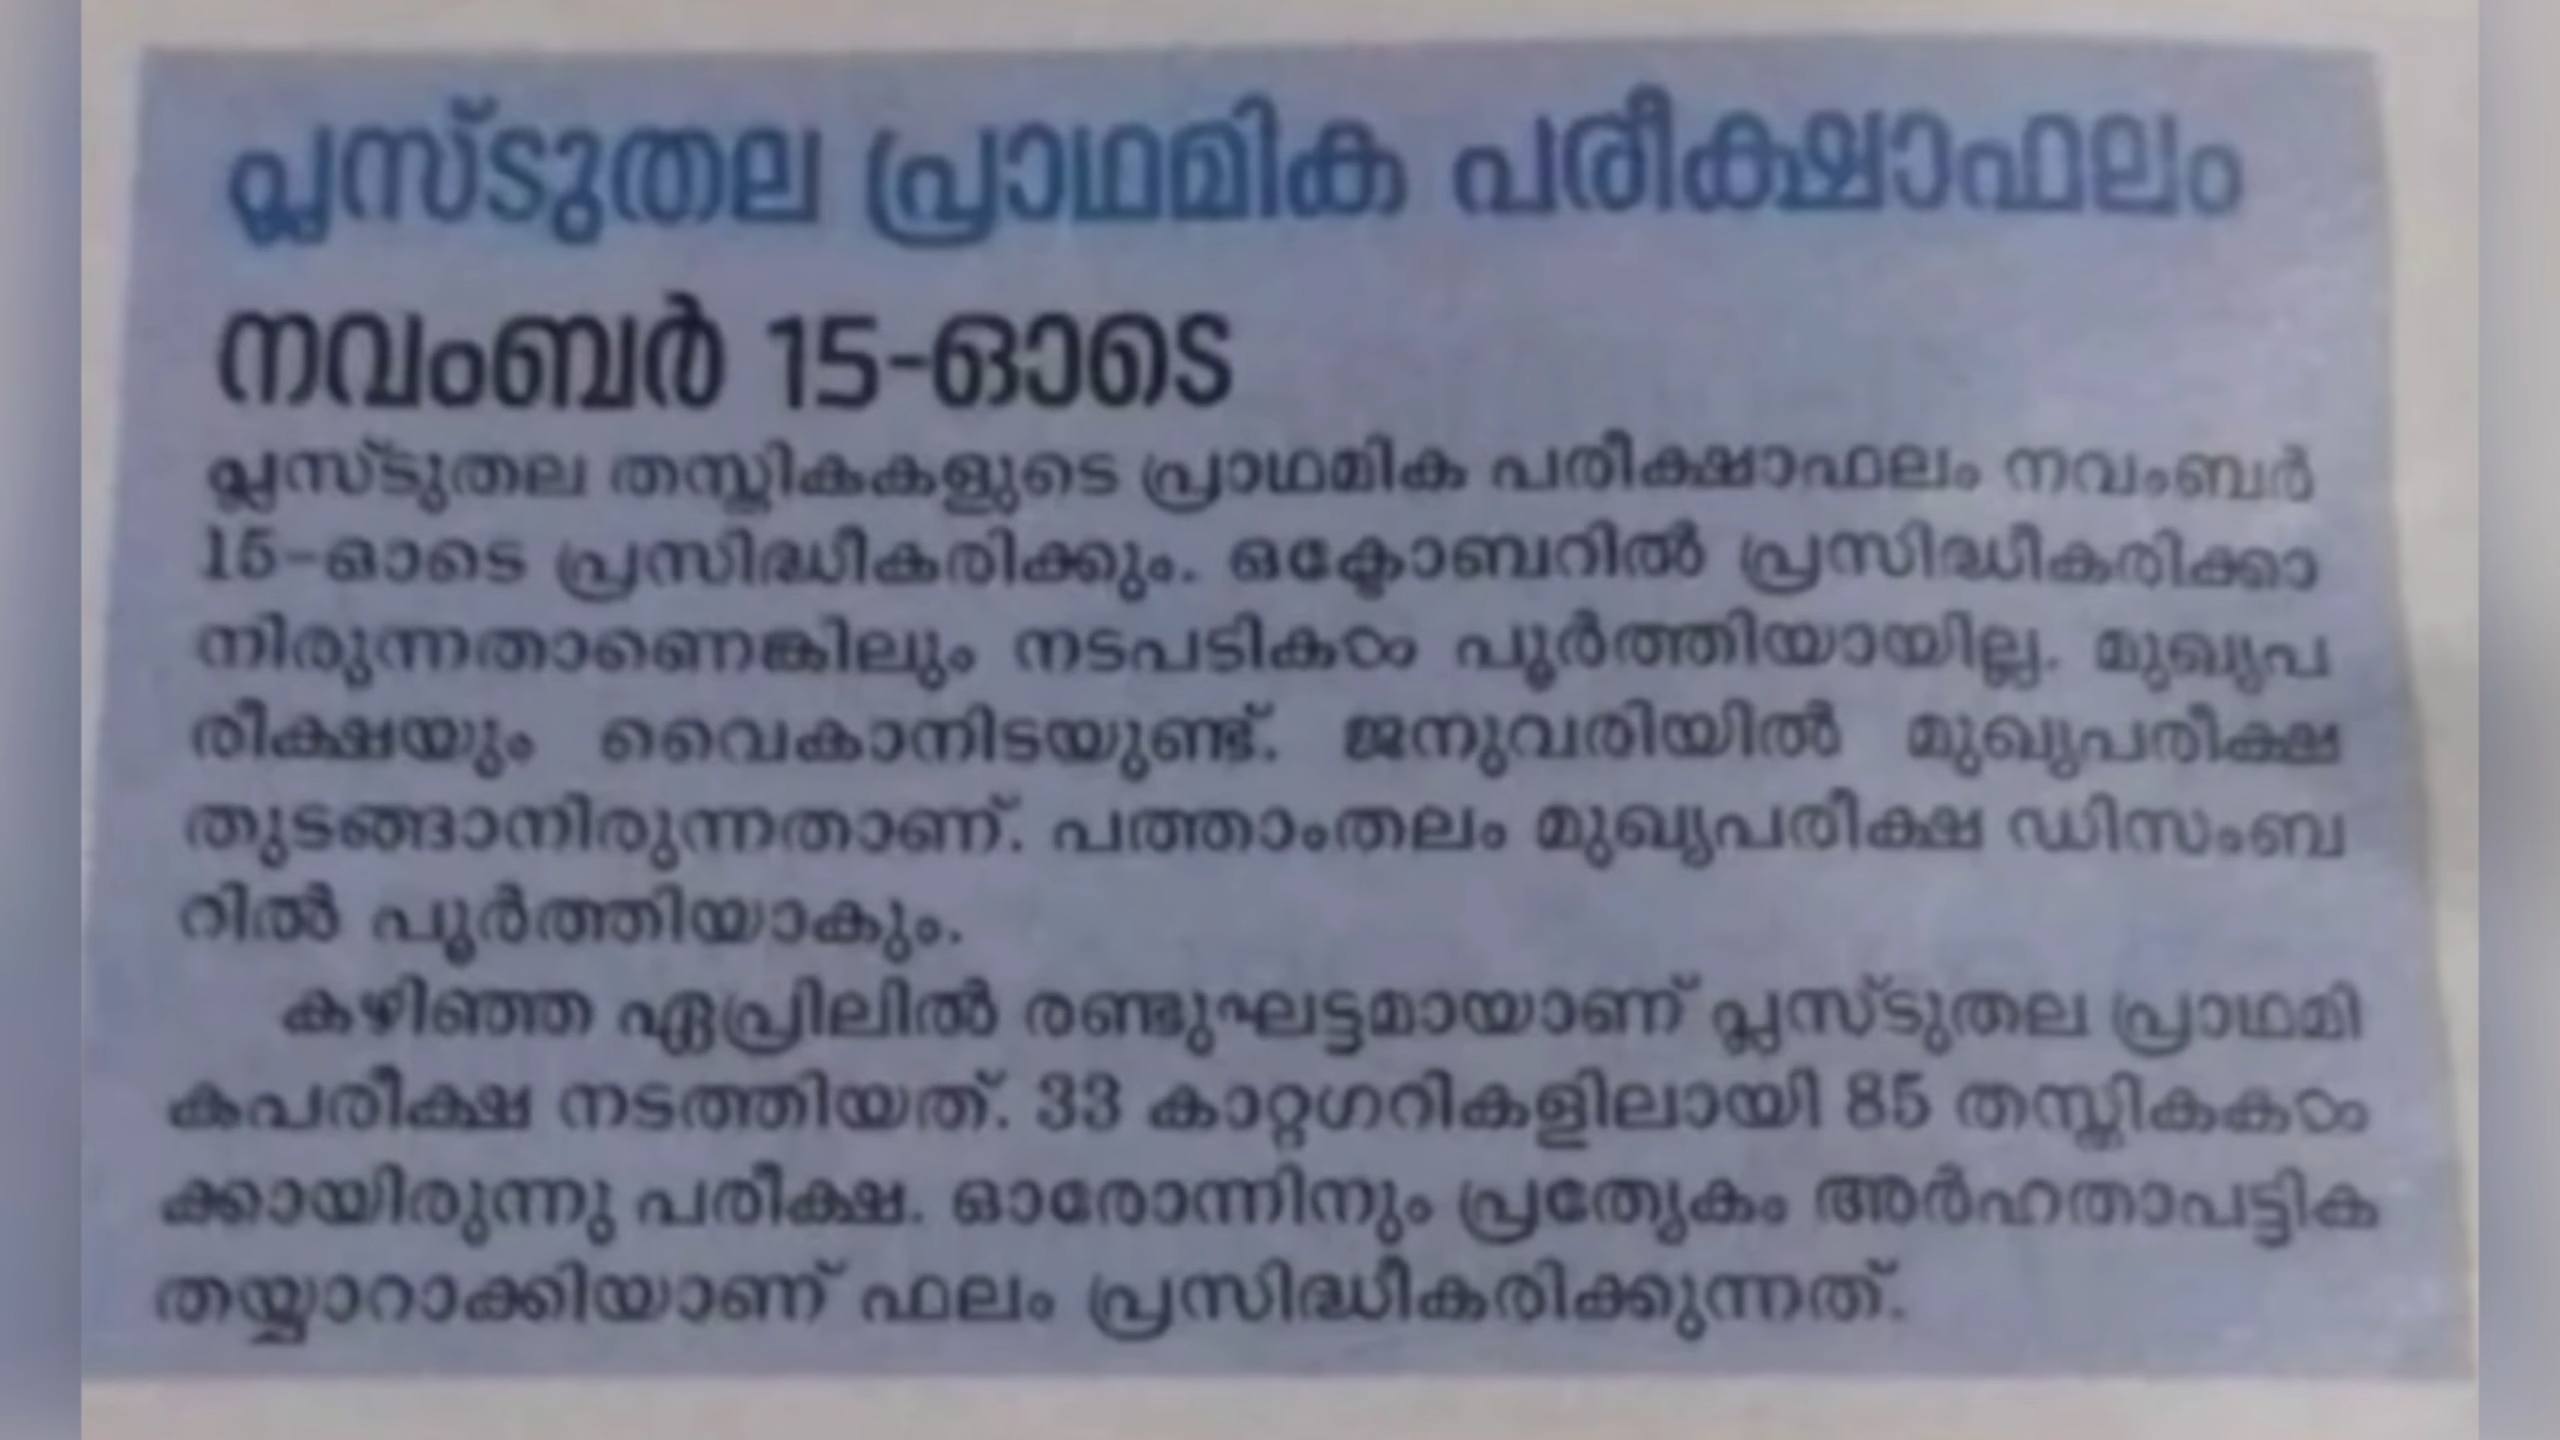 പ്ലസ്ടുതല പ്രാഥമിക പരീക്ഷാഫലം
നവംബർ 15-ഓടെ
പ്ലസ്ടുതല തസ്തികകളുടെ പ്രാഥമിക പരീക്ഷാഫലം നവംബർ
15-ഓടെ പ്രസിദ്ധീകരിക്കും. ഒക്ടോബറിൽ പ്രസിദ്ധീകരിക്കാ
നിരുന്നതാണെങ്കിലും നടപടികൾ പൂർത്തിയായില്ല. മുഖ്യപ
രീക്ഷയും വൈകാനിടയുണ്ട്. ജനുവരിയിൽ മുഖ്യപരീക്ഷ
തുടങ്ങാനിരുന്നതാണ്. പത്താംതലം മുഖ്യപരീക്ഷ ഡിസംബ
റിൽ പൂർത്തിയാകും.
കഴിഞ്ഞ ഏപ്രിലിൽ രണ്ടുഘട്ടമായാണ് പ്ലസ്ടുതല പ്രാഥമി
കപരീക്ഷ നടത്തിയത്. 33 കാറ്റഗറികളിലായി 85 തസ്തികകൾ
ക്കായിരുന്നു പരീക്ഷ. ഓരോന്നിനും പ്രത്യേകം അർഹതാപട്ടിക
തയ്യാറാക്കിയാണ് ഫലം പ്രസിദ്ധീകരിക്കുന്നത്.